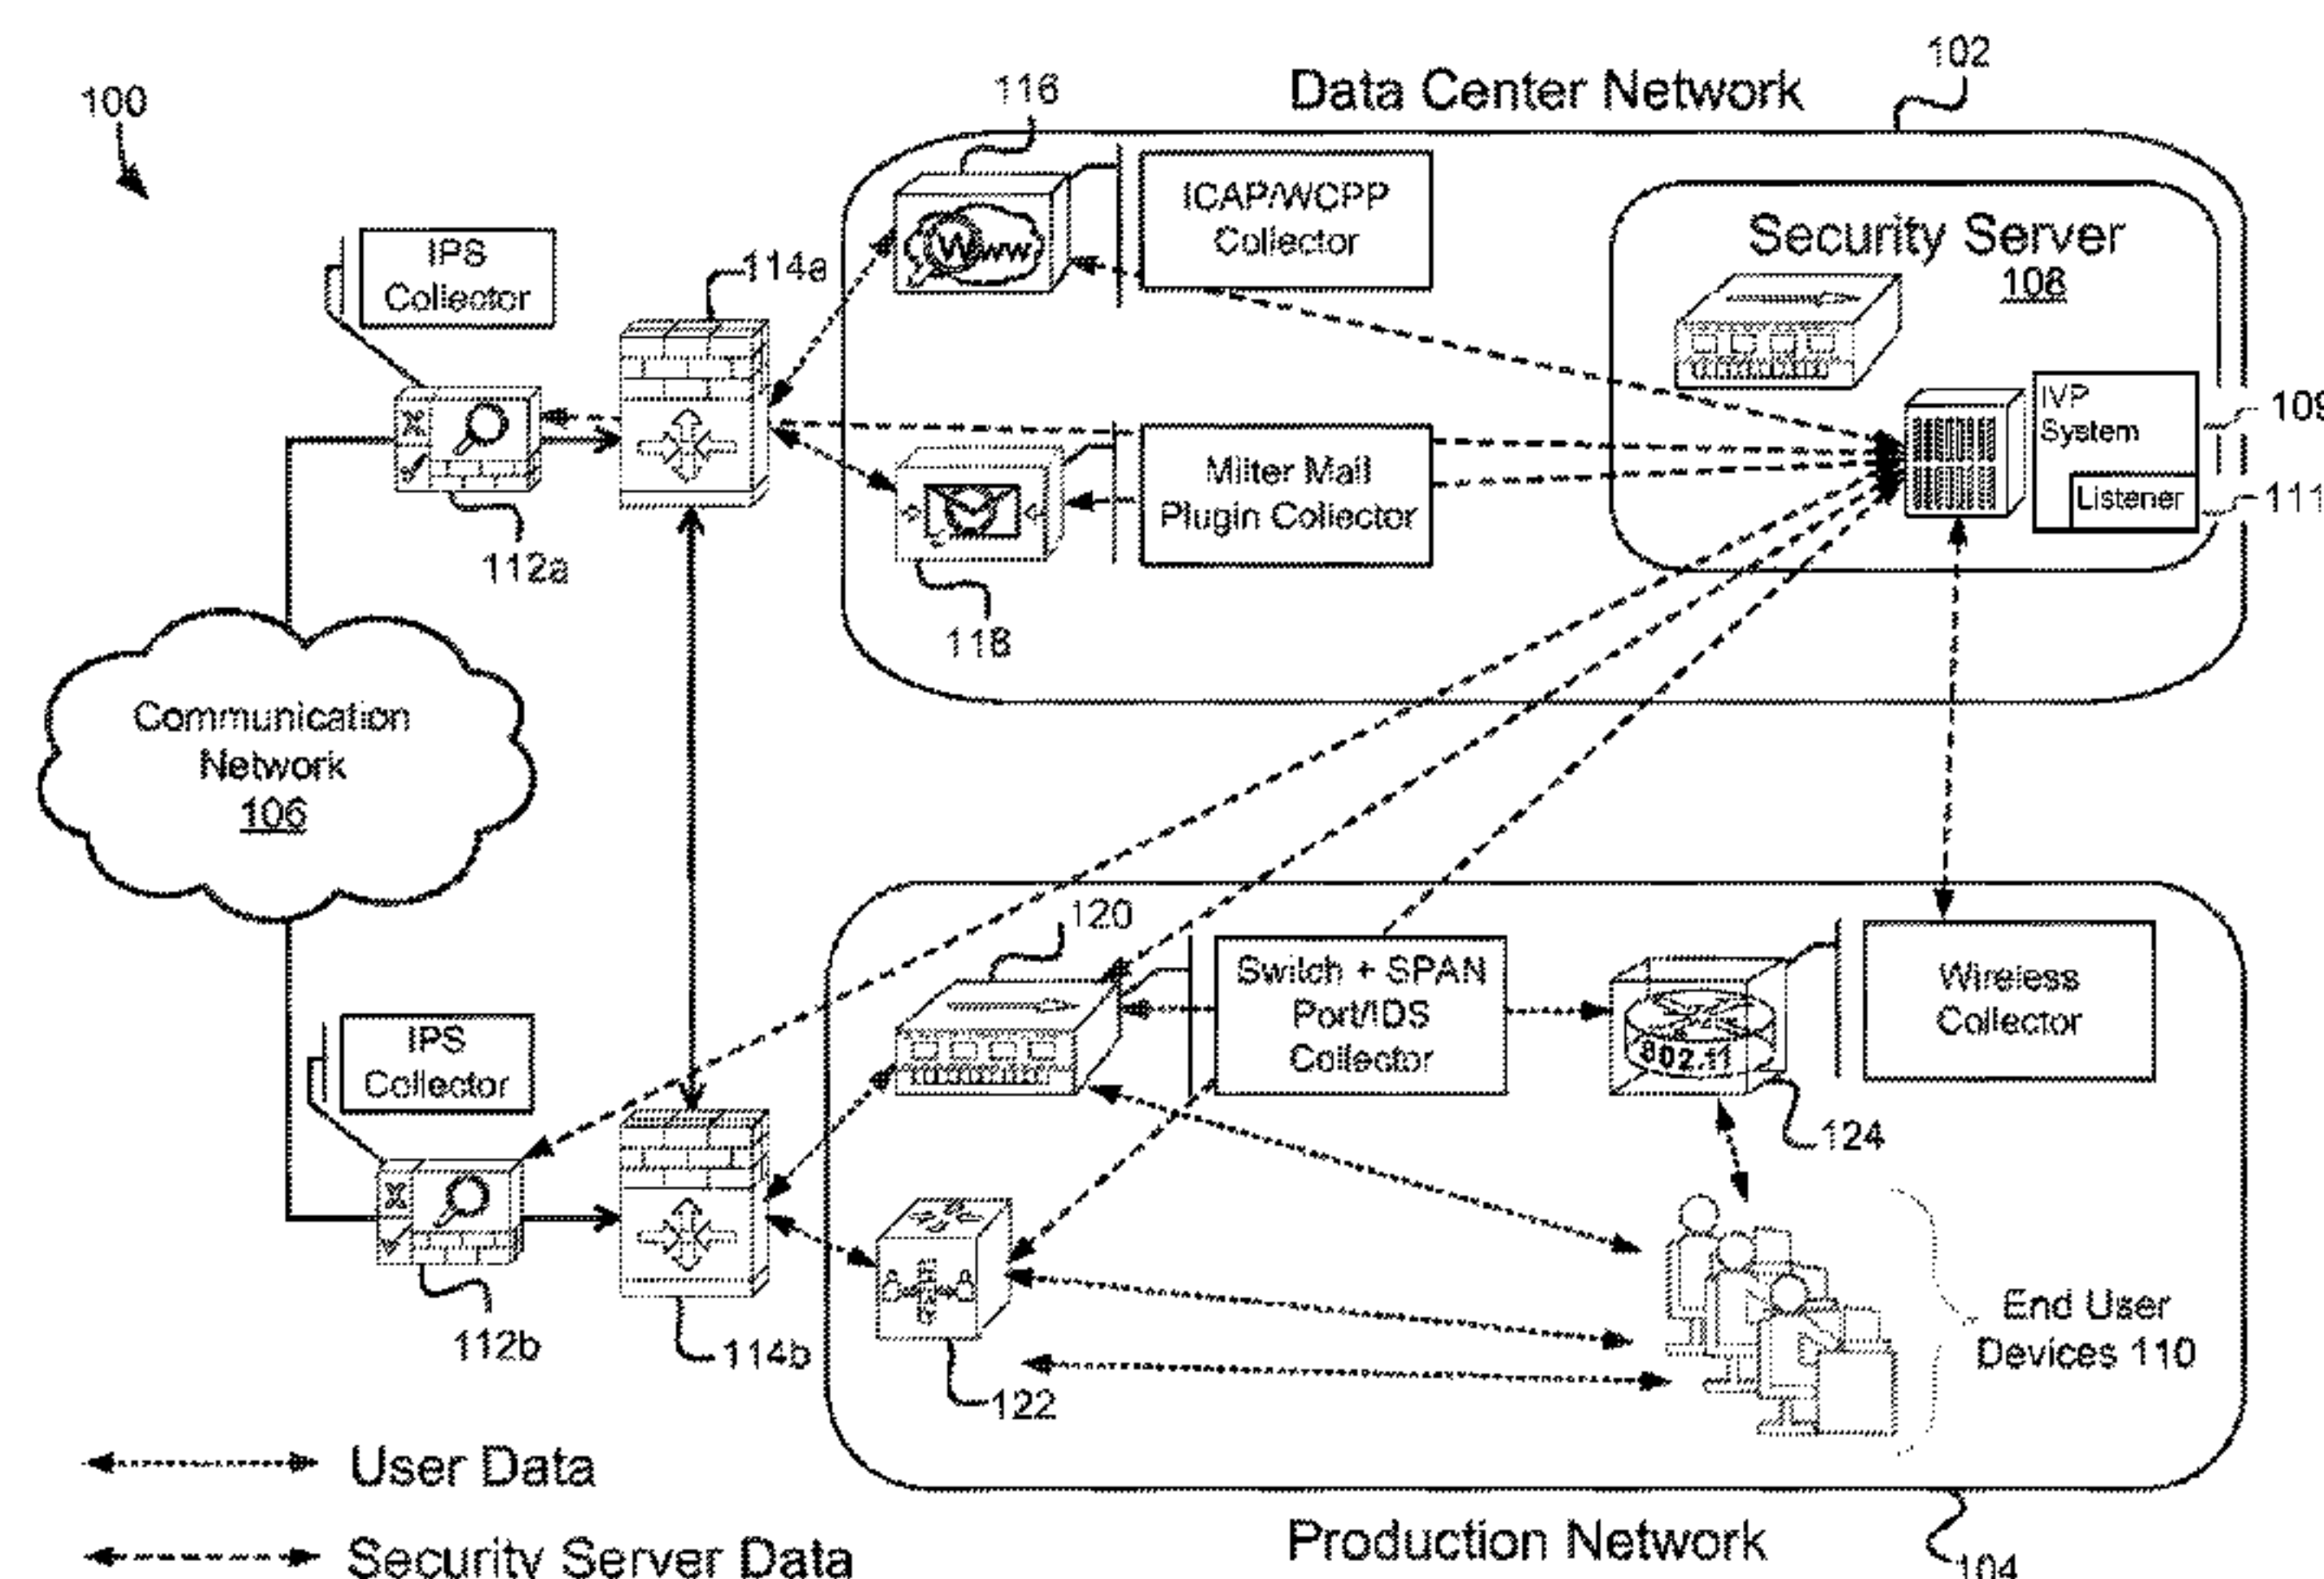 100
116
Data Center Network
102
IPS
Collector
114a
ICAP/WCPP
Collector
Security Server
108
IVP
System
109
Listener
111
Www
Milter Mail
Plugin Collector
112a
118
Communication
Network
106
120
IPS
Collector
Switch + SPAN
Port/IDS
Collector
802.11
Wireless
Collector
124
112b
114b
122
End User
Devices 110
User Data
Security Server Data
Production Network
104